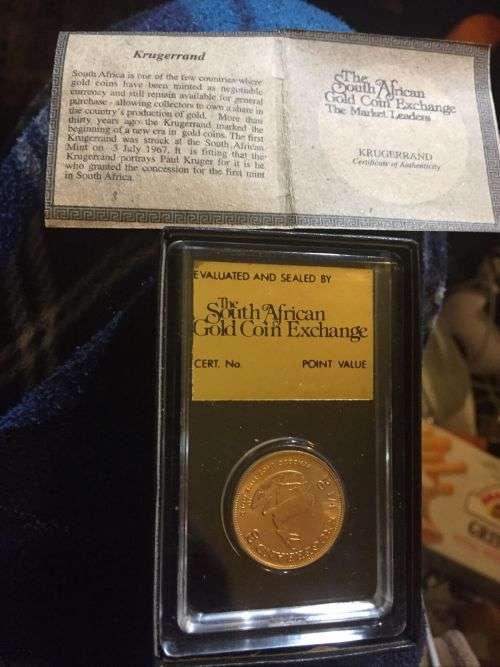 Krugerrand
South Africa is one of the few countries where
gold coins have been minted as negotiable
currency and still remain available for general
purchase - allowing collectors to own a share in
the country's production of gold. More than
thirty years ago the Krugerrand marked the
beginning of a new era in gold coins. The first
Krugerrand was struck at the South African
Mint on 3 July 1967. It is fitting that the
Krugerrand portrays Paul Kruger for it is he
who granted the concession for the first mint
in South Africa.
The
South African
Gold Coin Exchange
The Market Leaders
KRUGERRAND
Certificate of Authenticity
EVALUATED AND SEALED BY
The
South African
Gold Coin Exchange
CERT. No. POINT VALUE